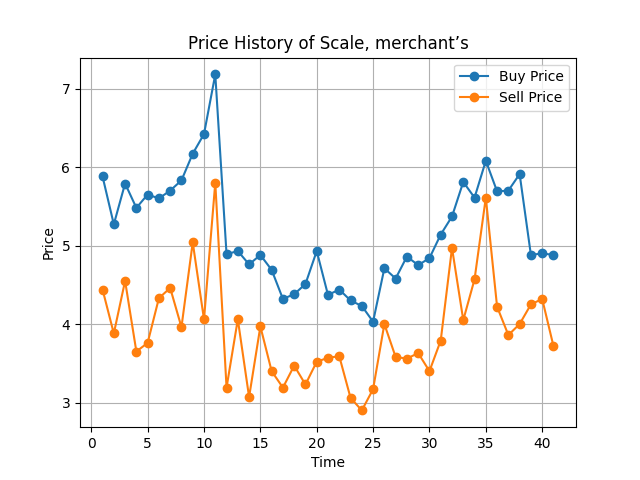 Price History of Scale, merchant’s
Buy Price
Sell Price
Price
7
6
5
4
3
0 5 10 15 20 25 30 35 40
Time